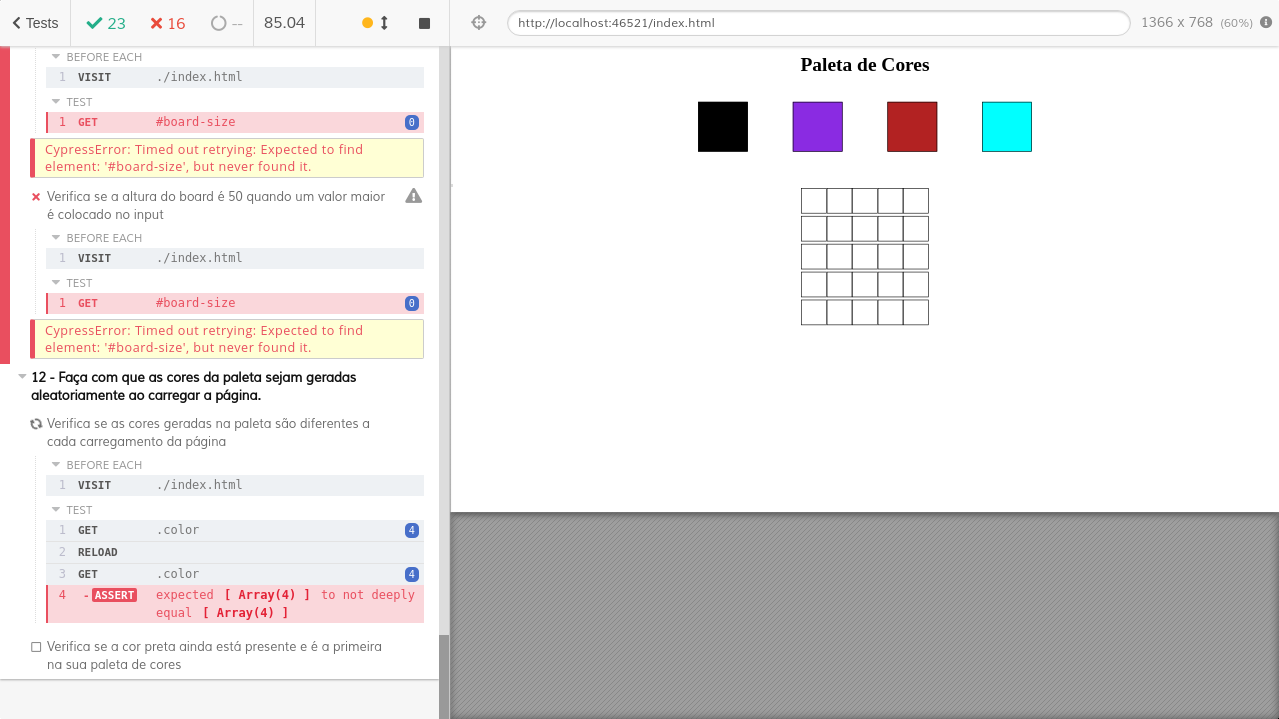 Tests
23
16
--
85.04
http://localhost:46521/index.html
1366 x 768 (60%)
BEFORE EACH
1 VISIT ./index.html
TEST
1 GET #board-size 0
CypressError: Timed out retrying: Expected to find
element: '#board-size', but never found it.
Verifica se a altura do board é 50 quando um valor maior
é colocado no input
BEFORE EACH
1 VISIT ./index.html
TEST
1 GET #board-size 0
CypressError: Timed out retrying: Expected to find
element: '#board-size', but never found it.
12 - Faça com que as cores da paleta sejam geradas
aleatoriamente ao carregar a página.
Verifica se as cores geradas na paleta são diferentes a
cada carregamento da página
BEFORE EACH
1 VISIT ./index.html
TEST
1 GET .color 4
2 RELOAD
3 GET .color 4
4 -ASSERT expected [ Array(4) ] to not deeply
equal [ Array(4) ]
Verifica se a cor preta ainda está presente e é a primeira
na sua paleta de cores
Paleta de Cores